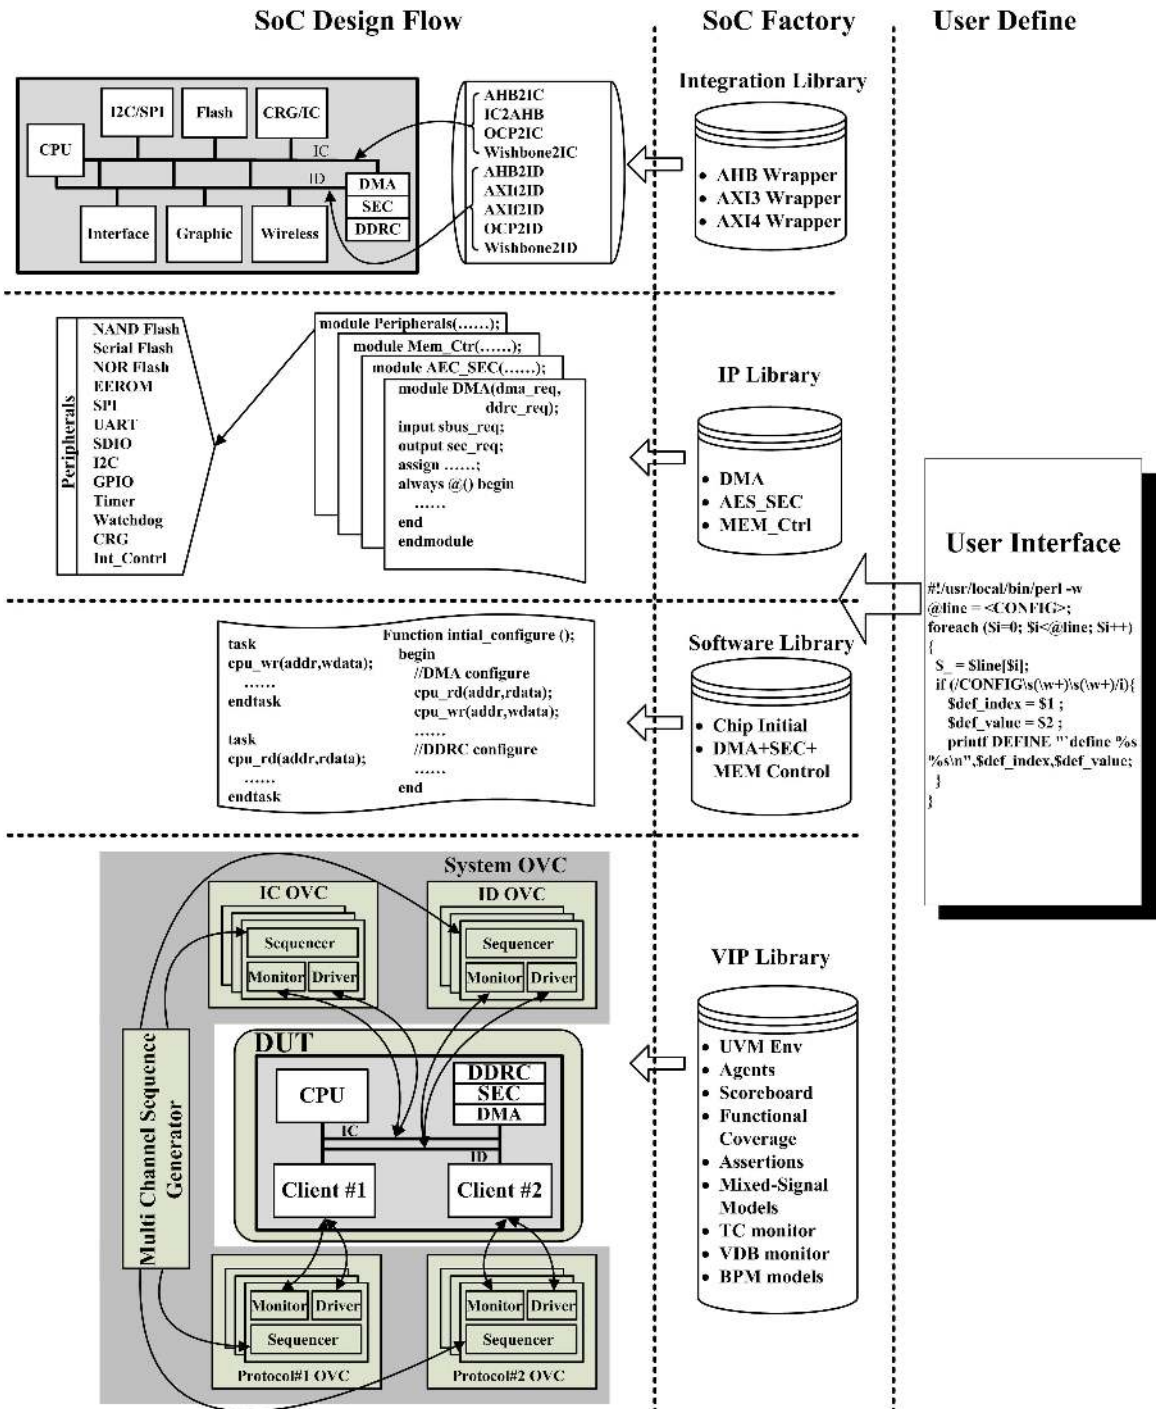 SoC Design Flow
SoC Factory
User Define
I2C/SPI
Flash
CRG/IC
CPU
IC
ID
DMA
SEC
DDRC
Interface
Graphic
Wireless
AHB2IC
IC2AHB
OCP2IC
Wishbone2IC
AHB2ID
AXIt2ID
AXIt2ID
OCP2ID
Wishbone2ID
Integration Library
• AHB Wrapper
• AXI3 Wrapper
• AXI4 Wrapper
Peripherals
NAND Flash
Serial Flash
NOR Flash
EEROM
SPI
UART
SDIO
I2C
GPIO
Timer
Watchdog
CRG
Int_Contrl
module Peripherals(......);
module Mem_Ctr(......);
module AEC_SEC(......);
module DMA(dma_req,
ddrc_req);
input sbus_req;
output sec_req;
assign ......;
always @() begin
......
end
endmodule
IP Library
• DMA
• AES_SEC
• MEM_Ctrl
task
cpu_wr(addr,wdata);
......
endtask
task
cpu_rd(addr,rdata);
......
endtask
Function intial_configure ();
begin
//DMA configure
cpu_rd(addr,rdata);
cpu_wr(addr,wdata);
......
//DDRC configure
......
end
Software Library
• Chip Initial
• DMA+SEC+
MEM Control
User Interface
#!/usr/local/bin/perl -w
@line = <CONFIG>;
foreach ($i=0; $i<@line; $i++)
{
$_ = $line[$i];
if (/CONFIG\s(\w+)\s(\w+)/i){
$def_index = $1 ;
$def_value = $2 ;
printf DEFINE "`define %s
%s\n",$def_index,$def_value;
}
}
System OVC
IC OVC
Sequencer
Monitor
Driver
ID OVC
Sequencer
Monitor
Driver
Multi Channel Sequence
Generator
DUT
CPU
DDRC
SEC
DMA
IC
ID
Client #1
Client #2
Monitor
Driver
Sequencer
Protocol#1 OVC
Monitor
Driver
Sequencer
Protocol#2 OVC
VIP Library
• UVM Env
• Agents
• Scoreboard
• Functional
Coverage
• Assertions
• Mixed-Signal
Models
• TC monitor
• VDB monitor
• BPM models